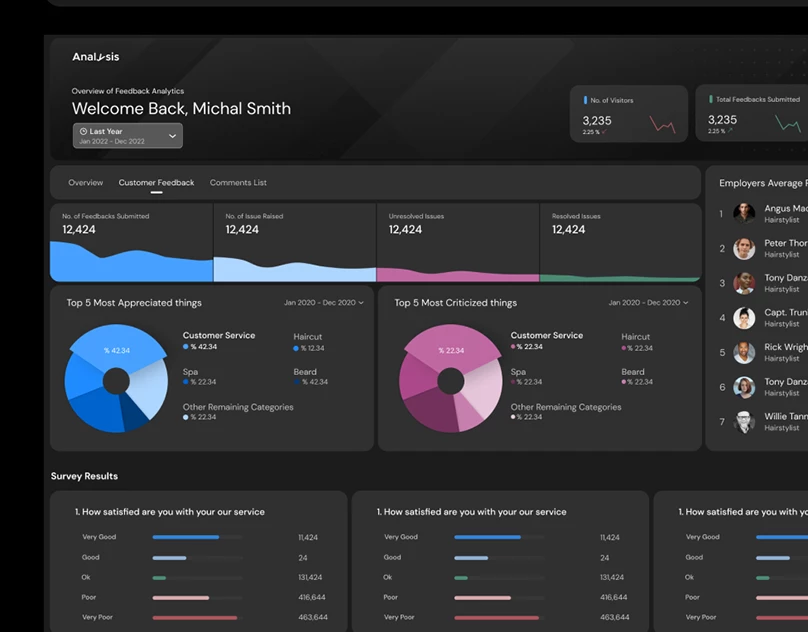 Analysis
Overview of Feedback Analytics
Welcome Back, Michal Smith
Last Year
Jan 2022 - Dec 2022
No. of Visitors
3,235
2.25 %
Total Feedbacks Submitted
3,235
2.25 %
Overview
Customer Feedback
Comments List
No. of Feedbacks Submitted
12,424
No. of Issue Raised
12,424
Unresolved Issues
12,424
Resolved Issues
12,424
Top 5 Most Appreciated things
Jan 2020 - Dec 2020
% 42.34
Customer Service
% 42.34
Haircut
% 12.34
Spa
% 22.34
Beard
% 42.34
Other Remaining Categories
% 22.34
Top 5 Most Criticized things
Jan 2020 - Dec 2020
% 22.34
Customer Service
% 22.34
Haircut
% 22.34
Spa
% 22.34
Beard
% 22.34
Other Remaining Categories
% 22.34
Employers Average
1
Angus Mac
Hairstylist
2
Peter Thor
Hairstylist
3
Tony Danz
Hairstylist
4
Capt. Trun
Hairstylist
5
Rick Wrigh
Hairstylist
6
Tony Danz
Hairstylist
7
Willie Tann
Hairstylist
Survey Results
1. How satisfied are you with your our service
Very Good 11,424
Good 24
Ok 131,424
Poor 416,644
Very Poor 463,644
1. How satisfied are you with your our service
Very Good 11,424
Good 24
Ok 131,424
Poor 416,644
Very Poor 463,644
1. How satisfied are you with yo
Very Good
Good
Ok
Poor
Very Poor